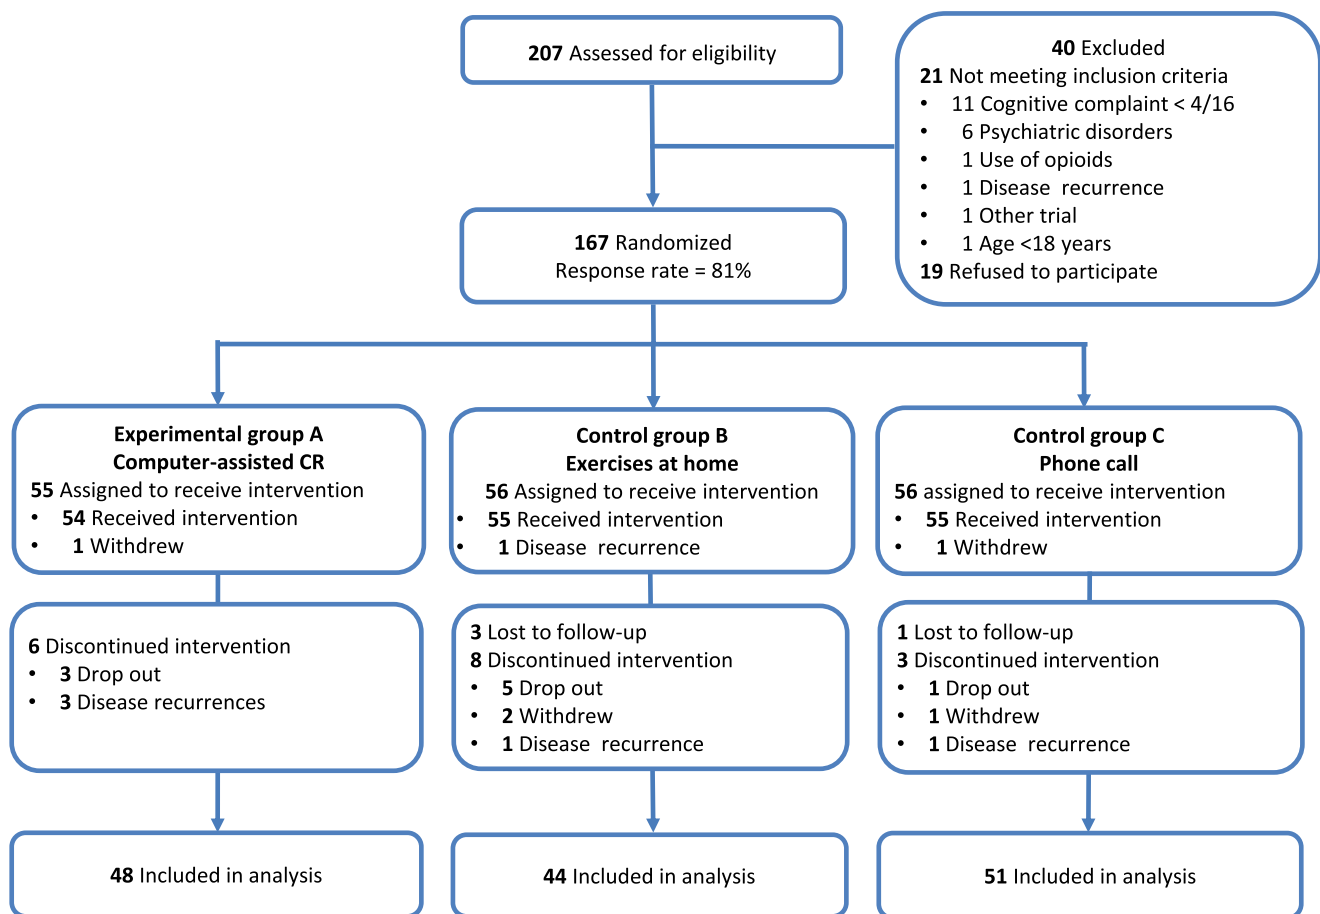 207 Assessed for eligibility
40 Excluded
21 Not meeting inclusion criteria
• 11 Cognitive complaint < 4/16
• 6 Psychiatric disorders
• 1 Use of opioids
• 1 Disease recurrence
• 1 Other trial
• 1 Age <18 years
19 Refused to participate
167 Randomized
Response rate = 81%
Experimental group A
Computer-assisted CR
55 Assigned to receive intervention
• 54 Received intervention
• 1 Withdrew
Control group B
Exercises at home
56 Assigned to receive intervention
• 55 Received intervention
• 1 Disease recurrence
Control group C
Phone call
56 assigned to receive intervention
• 55 Received intervention
• 1 Withdrew
6 Discontinued intervention
• 3 Drop out
• 3 Disease recurrences
3 Lost to follow-up
8 Discontinued intervention
• 5 Drop out
• 2 Withdrew
• 1 Disease recurrence
1 Lost to follow-up
3 Discontinued intervention
• 1 Drop out
• 1 Withdrew
• 1 Disease recurrence
48 Included in analysis
44 Included in analysis
51 Included in analysis